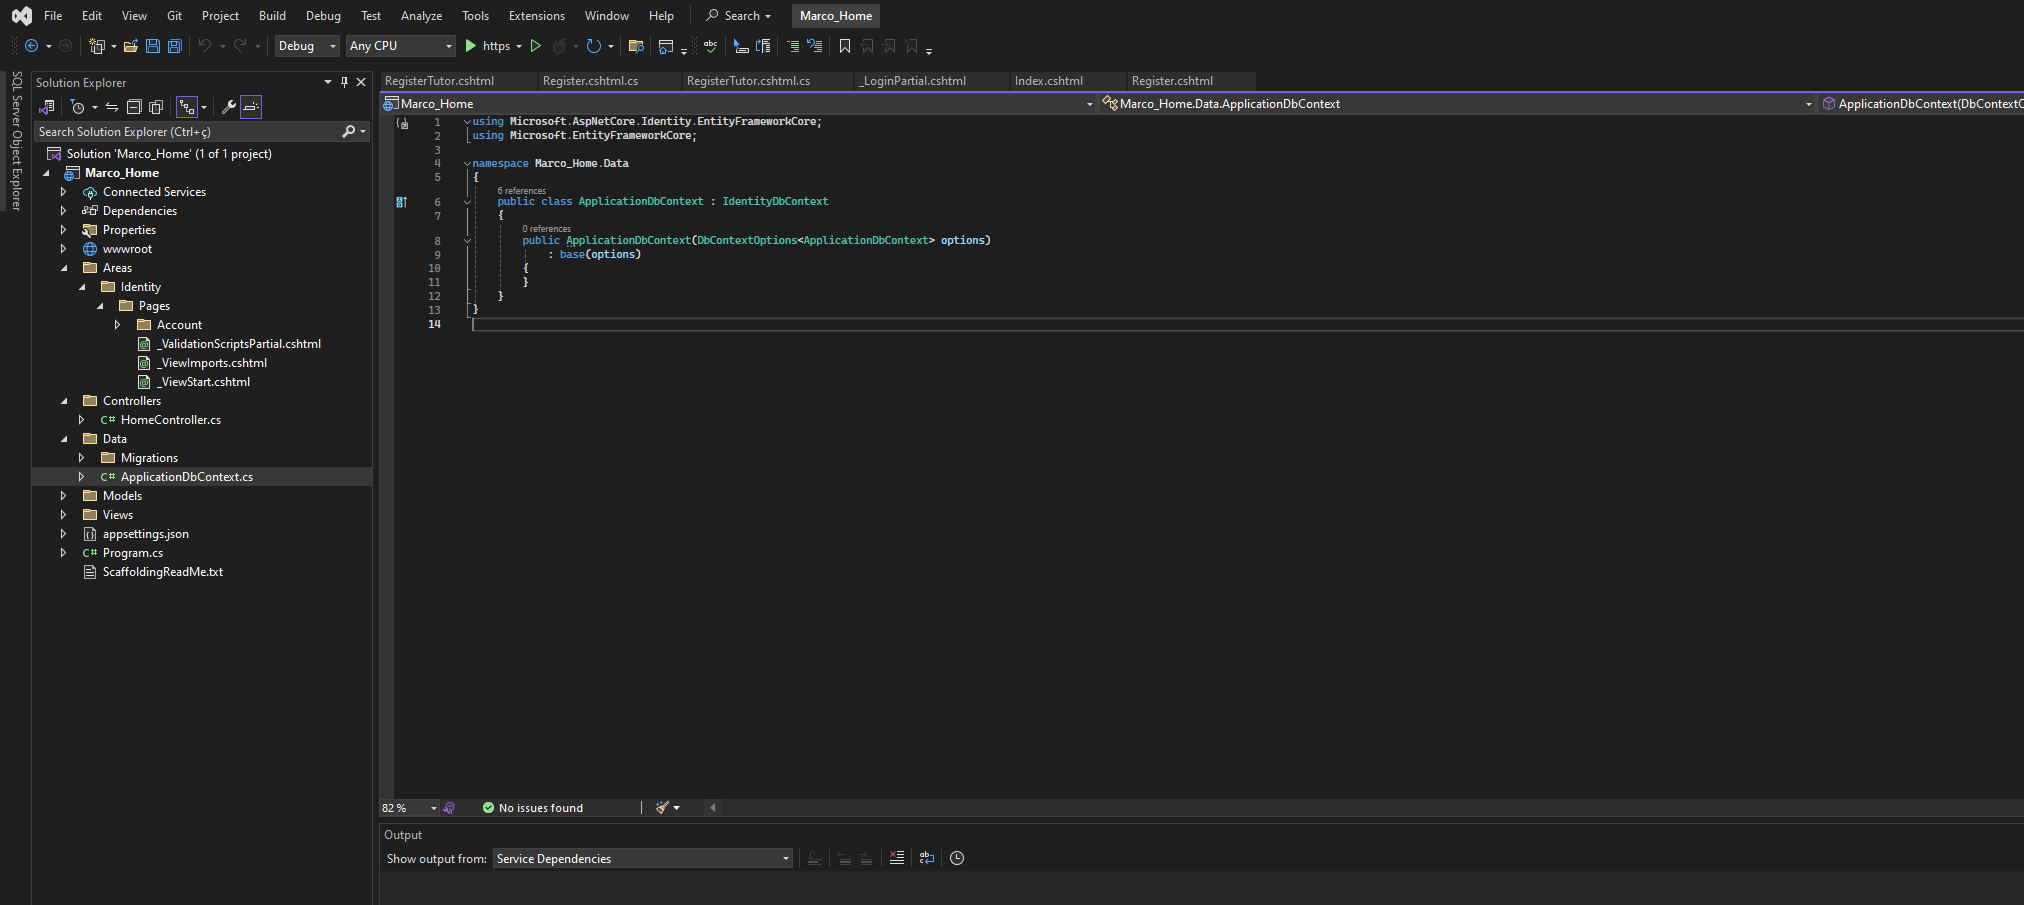 File Edit View Git Project Build Debug Test Analyze Tools Extensions Window Help Search Marco_Home
Debug Any CPU https
SQL Server Object Explorer
Solution Explorer
Search Solution Explorer (Ctrl+ç)
Solution 'Marco_Home' (1 of 1 project)
Marco_Home
Connected Services
Dependencies
Properties
wwwroot
Areas
Identity
Pages
Account
_ValidationScriptsPartial.cshtml
_ViewImports.cshtml
_ViewStart.cshtml
Controllers
C# HomeController.cs
Data
Migrations
C# ApplicationDbContext.cs
Models
Views
appsettings.json
C# Program.cs
ScaffoldingReadMe.txt
RegisterTutor.cshtml Register.cshtml.cs RegisterTutor.cshtml.cs _LoginPartial.cshtml Index.cshtml Register.cshtml
Marco_Home Marco_Home.Data.ApplicationDbContext ApplicationDbContext(DbContextO
1 using Microsoft.AspNetCore.Identity.EntityFrameworkCore;
2 using Microsoft.EntityFrameworkCore;
3
4 namespace Marco_Home.Data
5 {
6 references
6 public class ApplicationDbContext : IdentityDbContext
7 {
0 references
8 public ApplicationDbContext(DbContextOptions<ApplicationDbContext> options)
9 : base(options)
10 {
11 }
12 }
13 }
14
82 % No issues found
Output
Show output from: Service Dependencies